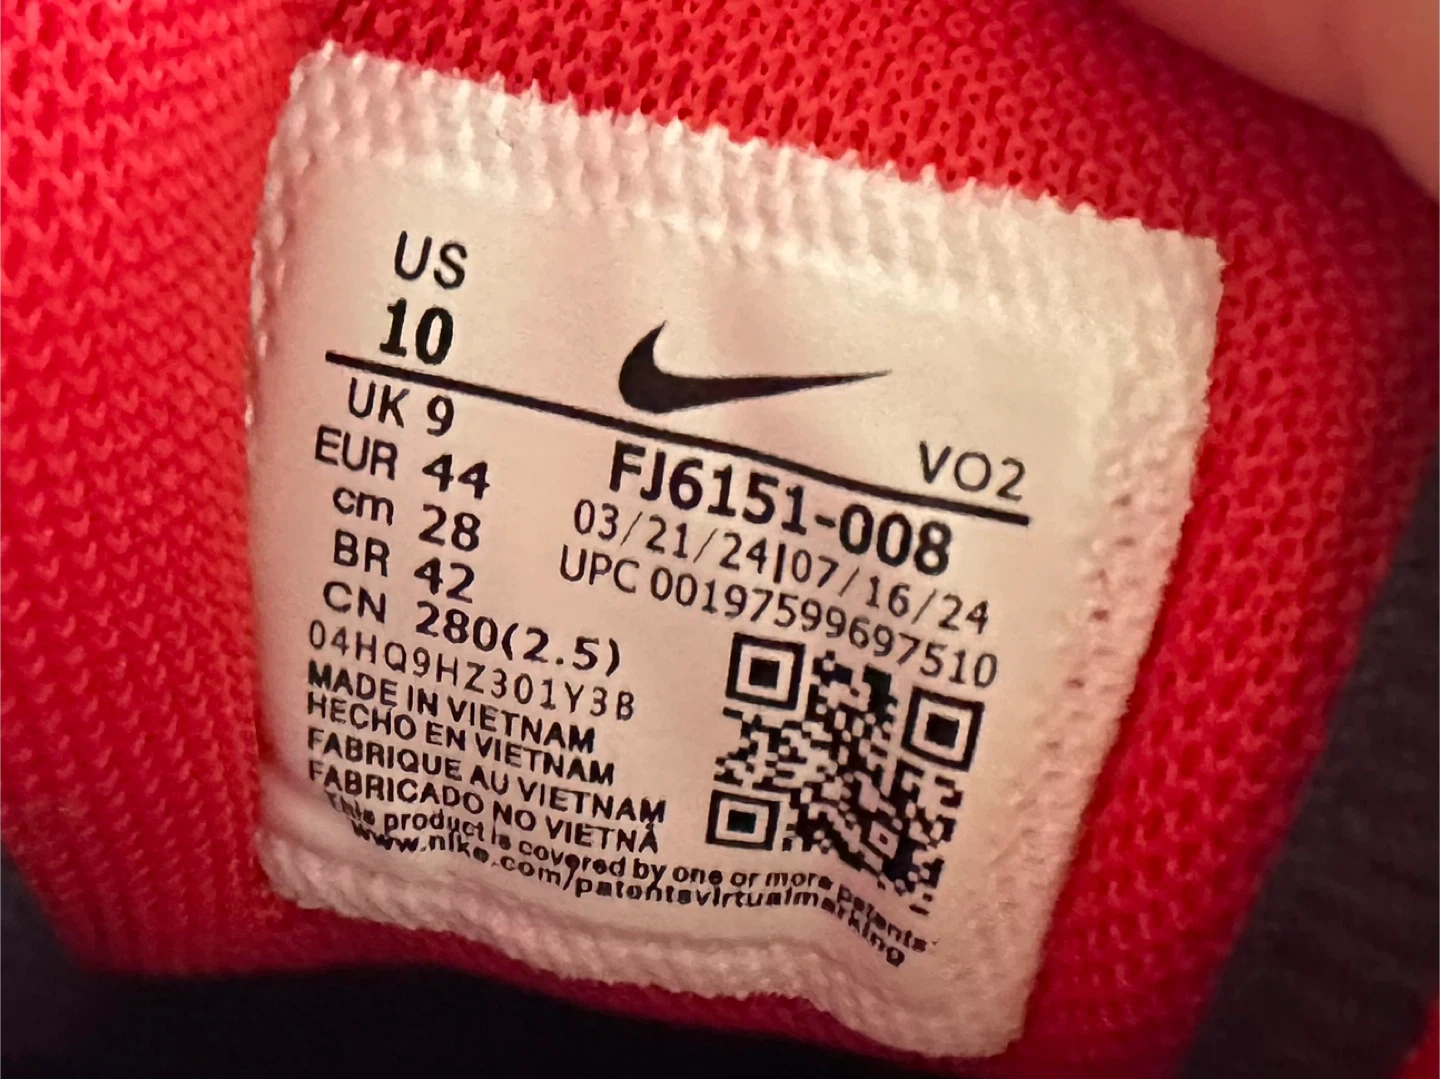 US
10
UK 9
EUR 44
cm 28
BR 42
CN 280(2.5)
VO2
FJ6151-008
03/21/24|07/16/24
UPC 00197599697510
04HQ9HZ301Y3B
MADE IN VIETNAM
HECHO EN VIETNAM
FABRIQUE AU VIETNAM
FABRICADO NO VIETNÃ
This product is covered by one or more patents
www.nike.com/patentsvirtualmarking